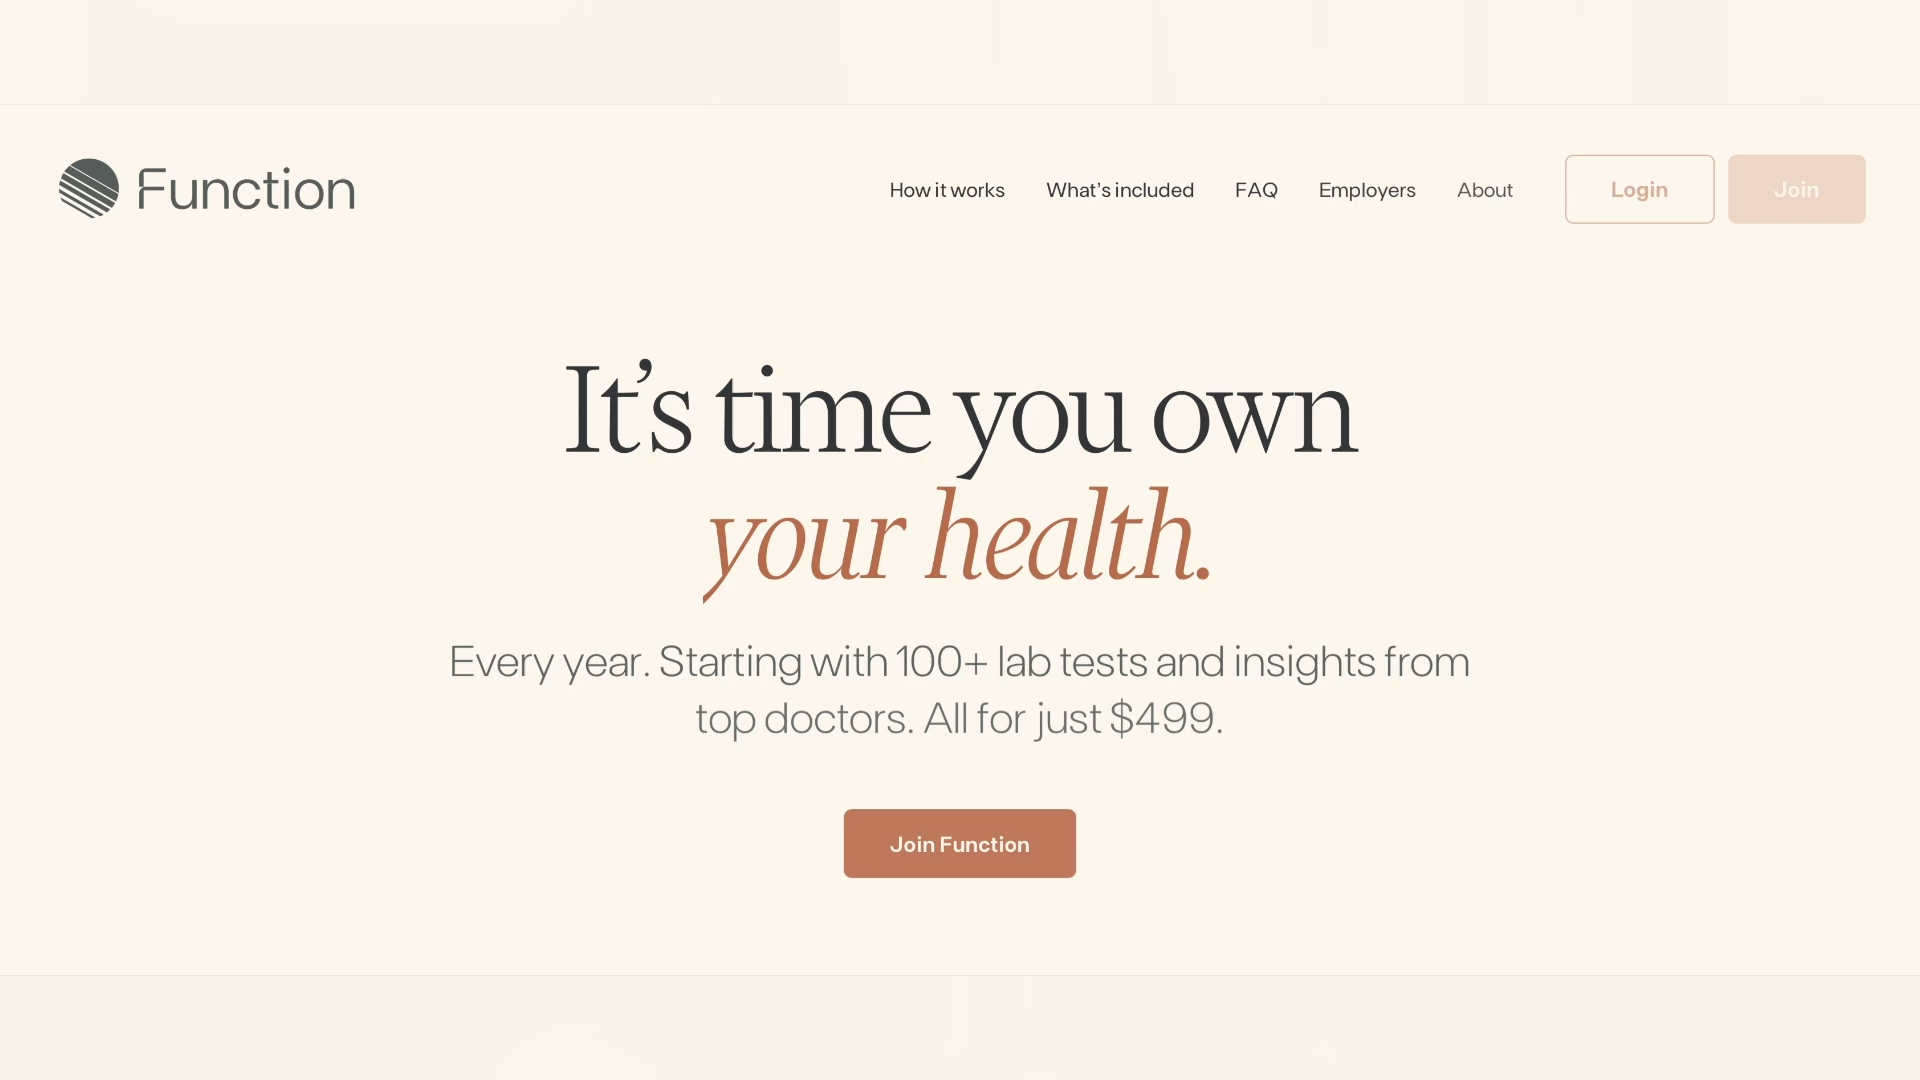 Function
How it works
What's included
FAQ
Employers
About
Login
Join
It's time you own
your health.
Every year. Starting with 100+ lab tests and insights from
top doctors. All for just $499.
Join Function